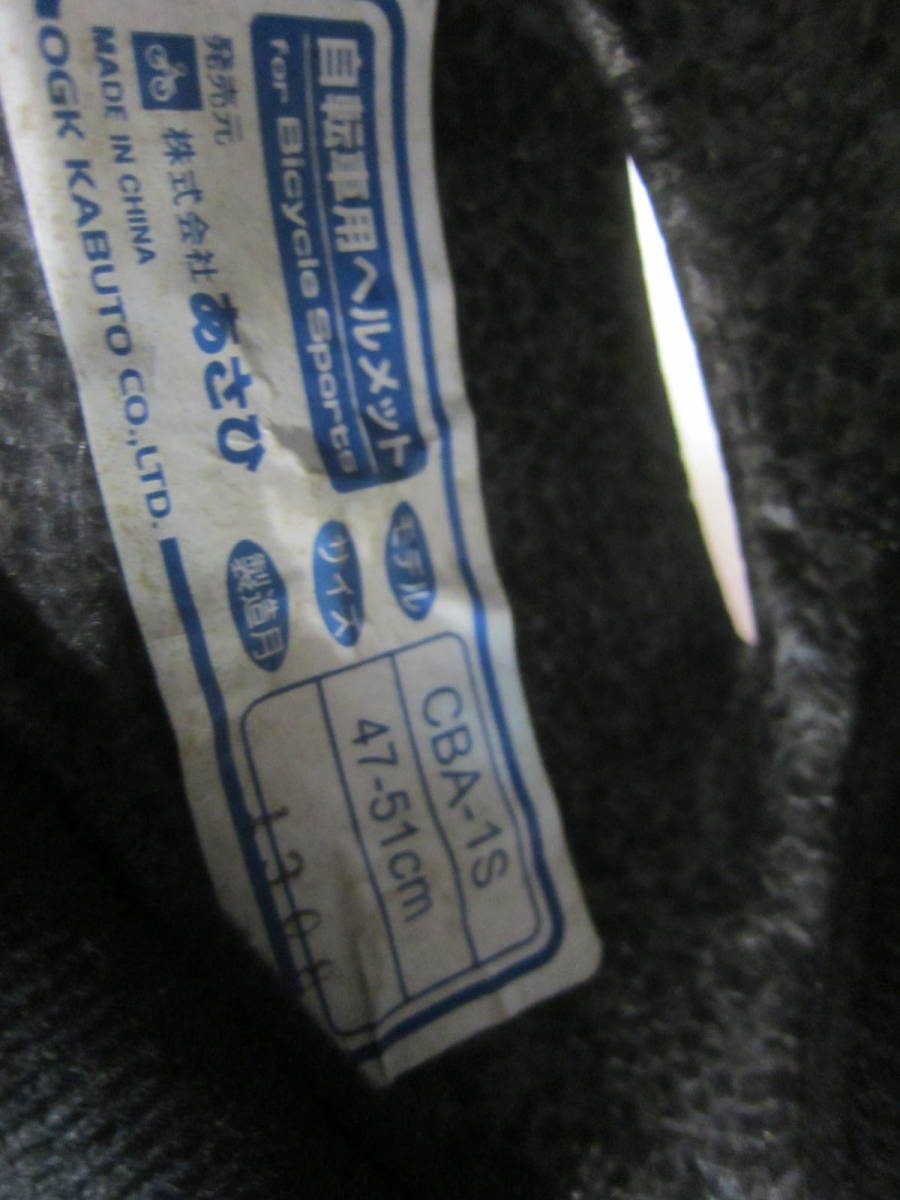 自転車用ヘルメット
For Bicycle Sports
モデル CBA-1S
サイズ 47-51cm
製造月
発売元 株式会社 あさひ
MADE IN CHINA
OGK KABUTO CO.,LTD.